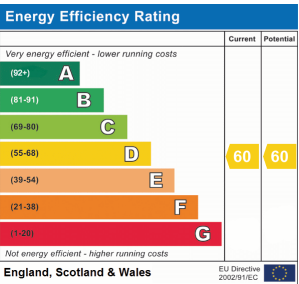 Energy Efficiency Rating
Current Potential
Very energy efficient - lower running costs
(92+) A
(81-91) B
(69-80) C
(55-68) D 60 60
(39-54) E
(21-38) F
(1-20) G
Not energy efficient - higher running costs
England, Scotland & Wales
EU Directive
2002/91/EC